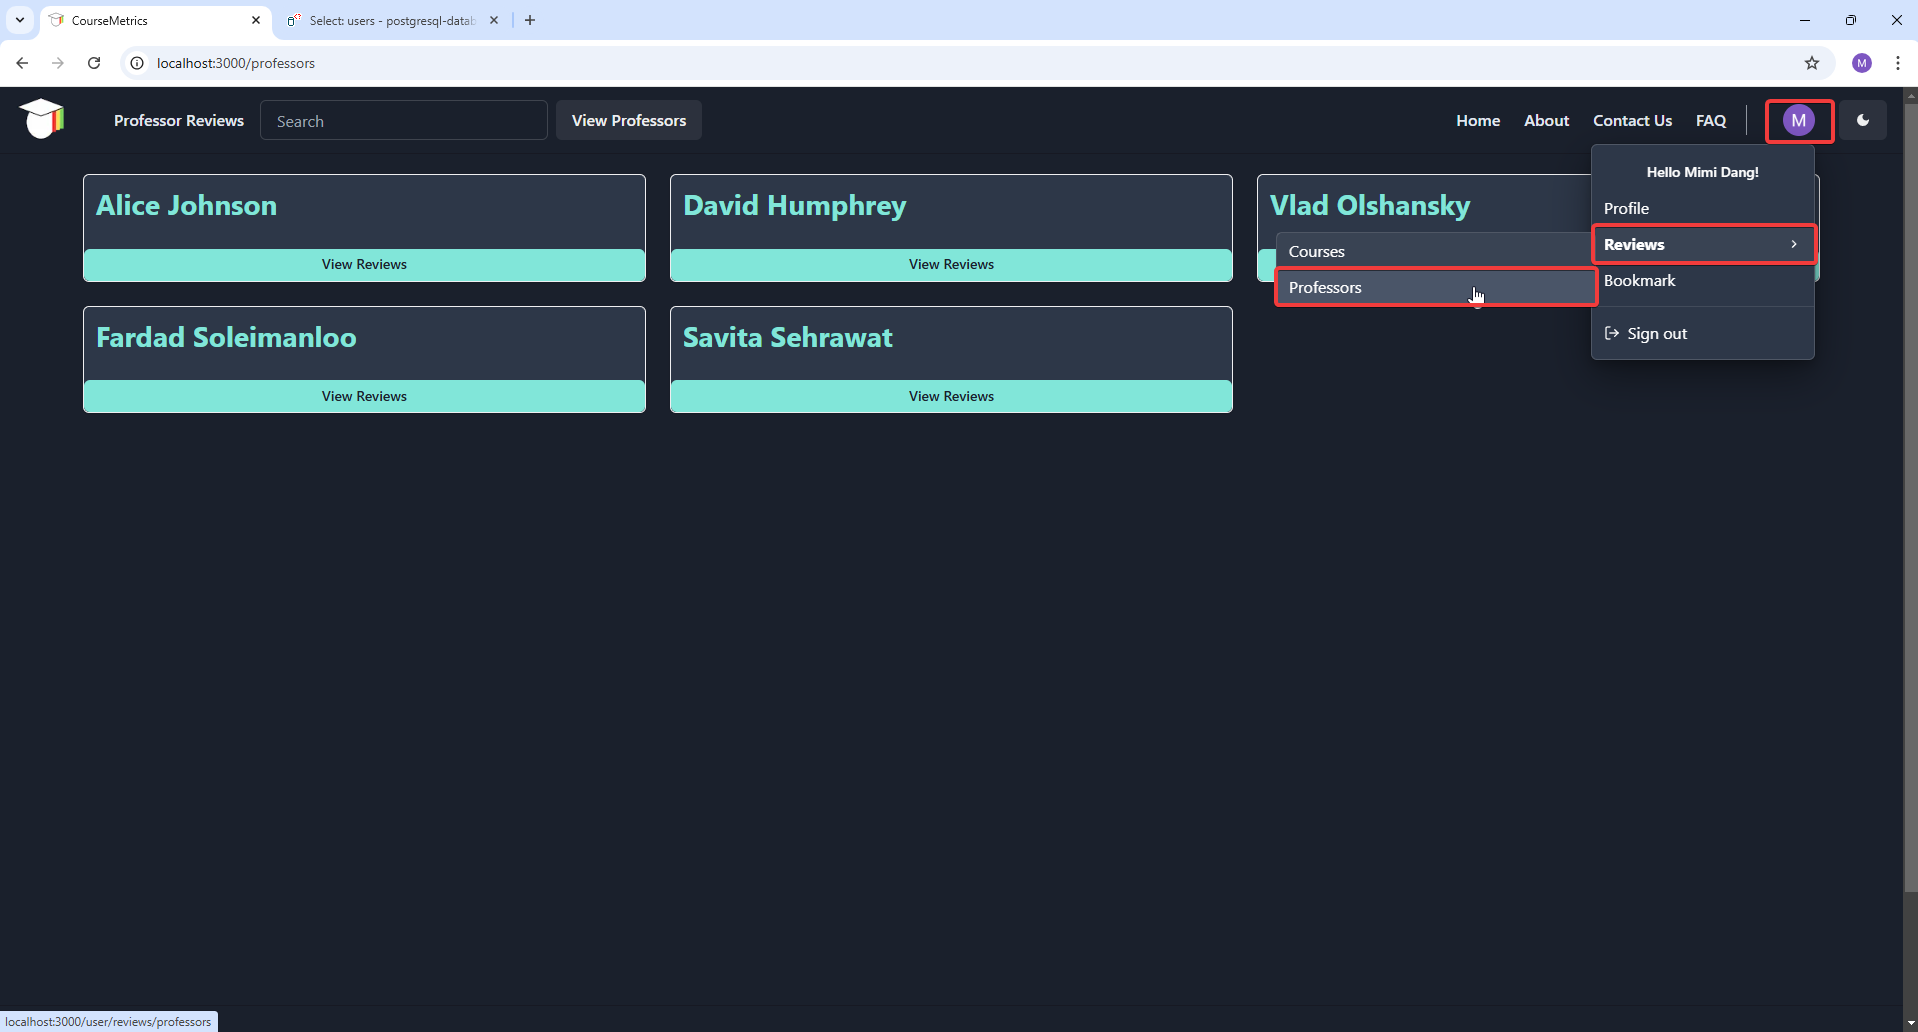 CourseMetrics
Select: users - postgresql-datab
localhost:3000/professors
M
Professor Reviews
Search
View Professors
Home
About
Contact Us
FAQ
M
Hello Mimi Dang!
Profile
Reviews
Bookmark
Sign out
Courses
Professors
Alice Johnson
View Reviews
David Humphrey
View Reviews
Vlad Olshansky
Fardad Soleimanloo
View Reviews
Savita Sehrawat
View Reviews
localhost:3000/user/reviews/professors